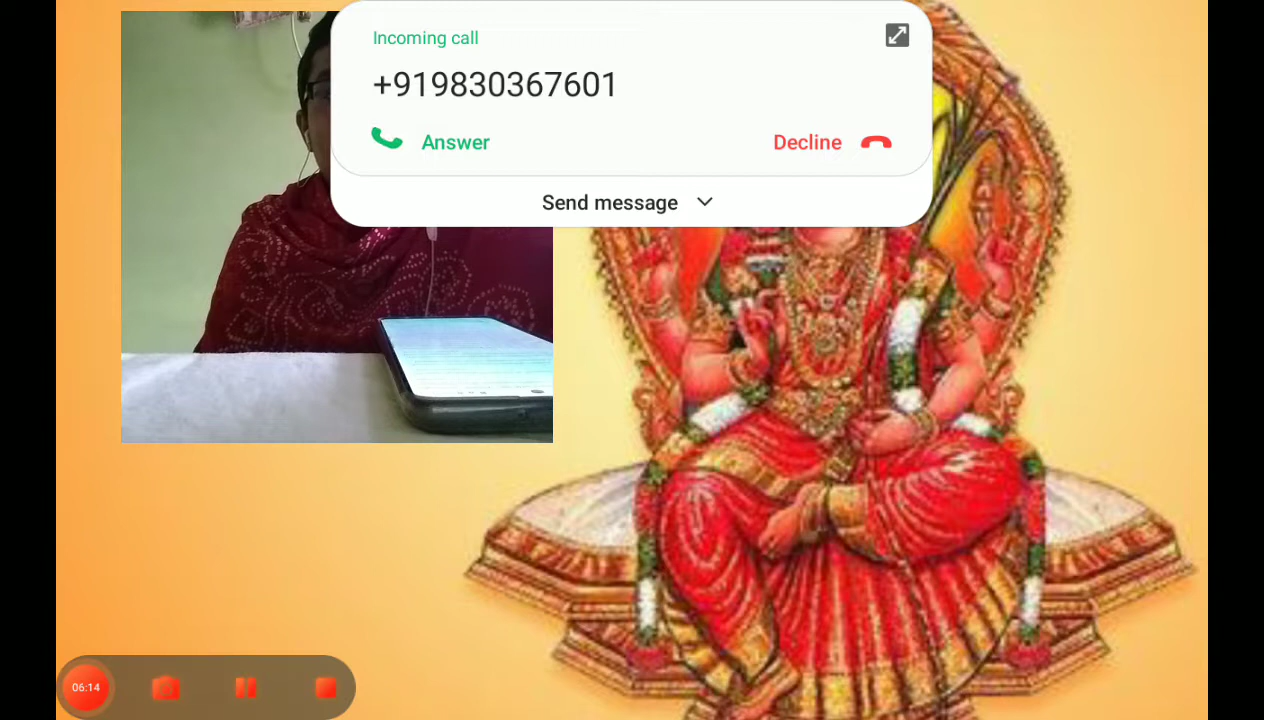 Incoming call
+919830367601
Answer
Decline
Send message
06:14